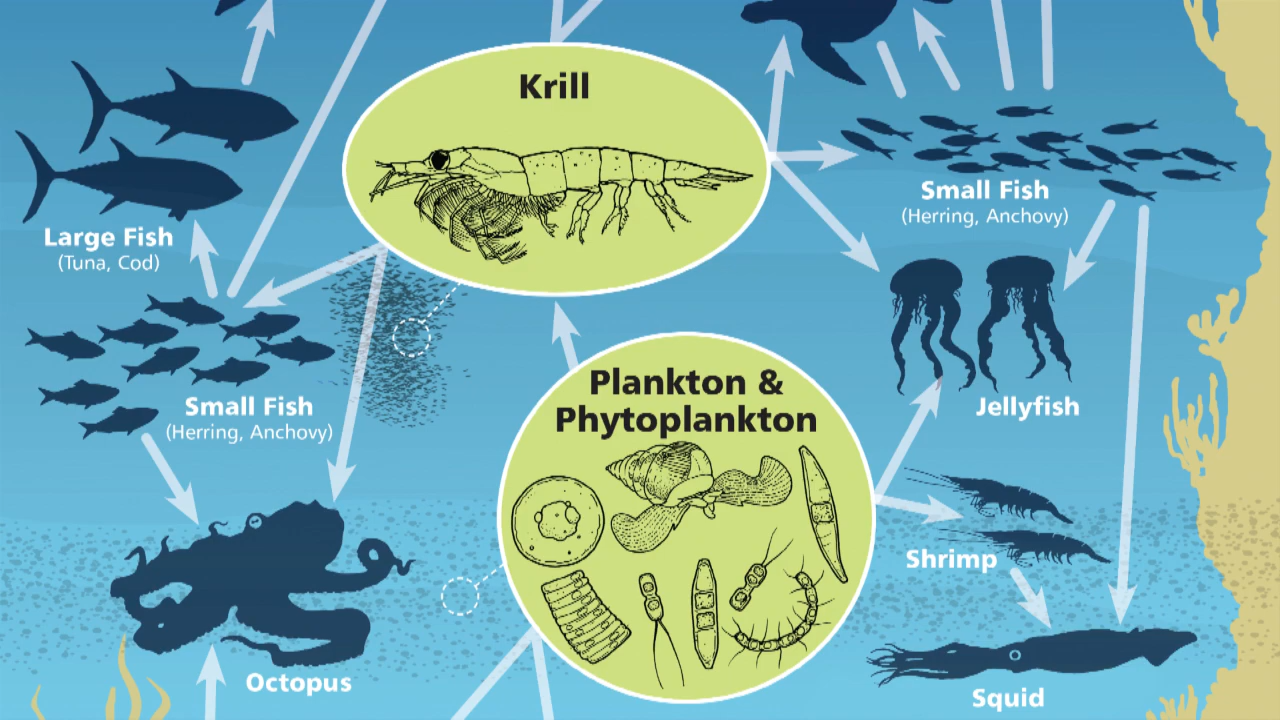 Krill
Small Fish
(Herring, Anchovy)
Large Fish
(Tuna, Cod)
Plankton &
Phytoplankton
Small Fish
(Herring, Anchovy)
Jellyfish
Shrimp
Octopus
Squid